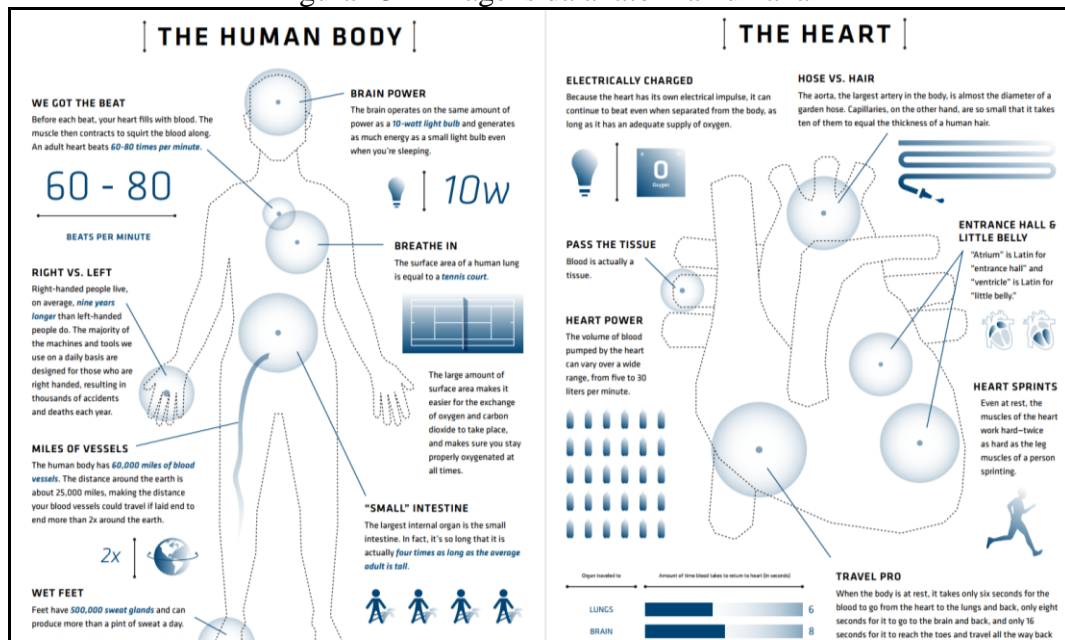 THE HUMAN BODY
WE GOT THE BEAT
Before each beat, your heart fills with blood. The
muscle then contracts to squirt the blood along.
An adult heart beats 60-80 times per minute.
60 - 80
BEATS PER MINUTE
BRAIN POWER
The brain operates on the same amount of
power as a 10-watt light bulb and generates
as much energy as a small light bulb even
when you're sleeping.
10w
BREATHE IN
The surface area of a human lung
is equal to a tennis court.
The large amount of
surface area makes it
easier for the exchange
of oxygen and carbon
dioxide to take place,
and makes sure you stay
properly oxygenated at
all times.
RIGHT VS. LEFT
Right-handed people live,
on average, nine years
longer than left-handed
people do. The majority of
the machines and tools we
use on a daily basis are
designed for those who are
right handed, resulting in
thousands of accidents
and deaths each year.
MILES OF VESSELS
The human body has 60,000 miles of blood
vessels. The distance around the earth is
about 25,000 miles, making the distance
your blood vessels could travel if laid end to
end more than 2x around the earth.
2x
"SMALL" INTESTINE
The largest internal organ is the small
intestine. In fact, it's so long that it is
actually four times as long as the average
adult is tall.
WET FEET
Feet have 500,000 sweat glands and can
produce more than a pint of sweat a day.
THE HEART
ELECTRICALLY CHARGED
Because the heart has its own electrical impulse, it can
continue to beat even when separated from the body, as
long as it has an adequate supply of oxygen.
O
Oxygen
HOSE VS. HAIR
The aorta, the largest artery in the body, is almost the diameter of a
garden hose. Capillaries, on the other hand, are so small that it takes
ten of them to equal the thickness of a human hair.
PASS THE TISSUE
Blood is actually a
tissue.
ENTRANCE HALL &
LITTLE BELLY
"Atrium" is Latin for
"entrance hall" and
"ventricle" is Latin for
"little belly."
HEART POWER
The volume of blood
pumped by the heart
can vary over a wide
range, from five to 30
liters per minute.
HEART SPRINTS
Even at rest, the
muscles of the heart
work hard—twice
as hard as the leg
muscles of a person
sprinting.
Organ traveled to
Amount of time blood takes to return to heart (in seconds)
LUNGS 6
BRAIN 8
TRAVEL PRO
When the body is at rest, it takes only six seconds for the
blood to go from the heart to the lungs and back, only eight
seconds for it to go to the brain and back, and only 16
seconds for it to reach the toes and travel all the way back